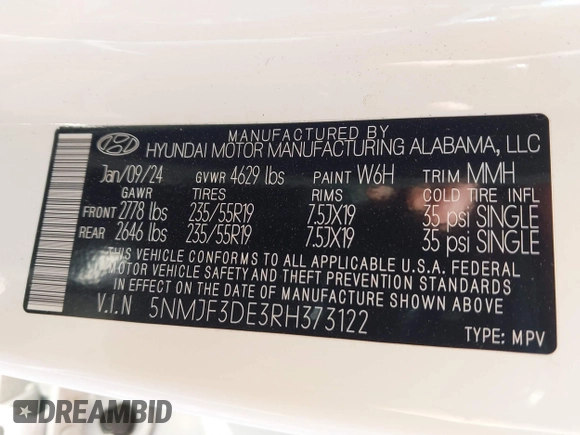 MANUFACTURED BY
HYUNDAI MOTOR MANUFACTURING ALABAMA, LLC
Jan/09/24 GVWR 4629 lbs PAINT W6H TRIM MMH
GAWR TIRES RIMS COLD TIRE INFL
FRONT 2778 lbs 235/55R19 7.5JX19 35 psi SINGLE
REAR 2646 lbs 235/55R19 7.5JX19 35 psi SINGLE
THIS VEHICLE CONFORMS TO ALL APPLICABLE U.S.A. FEDERAL
MOTOR VEHICLE SAFETY AND THEFT PREVENTION STANDARDS
IN EFFECT ON THE DATE OF MANUFACTURE SHOWN ABOVE.
V.I.N 5NMJF3DE3RH373122
TYPE: MPV
DREAMBID